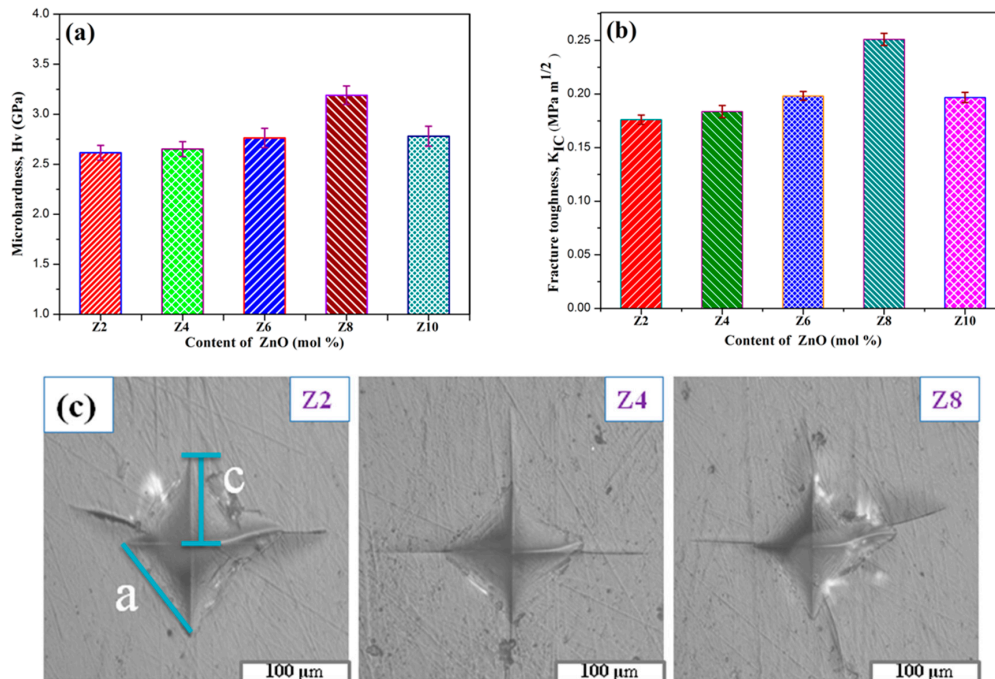 (a)
Microhardness, Hv (GPa)
4.0
3.5
3.0
2.5
2.0
1.5
1.0
Z2 Z4 Z6 Z8 Z10
Content of ZnO (mol %)
(b)
Fracture toughness, K_IC (MPa m^1/2)
0.25
0.20
0.15
0.10
0.05
0.00
Z2 Z4 Z6 Z8 Z10
Content of ZnO (mol %)
(c)
Z2
c
a
100 μm
Z4
100 μm
Z8
100 μm